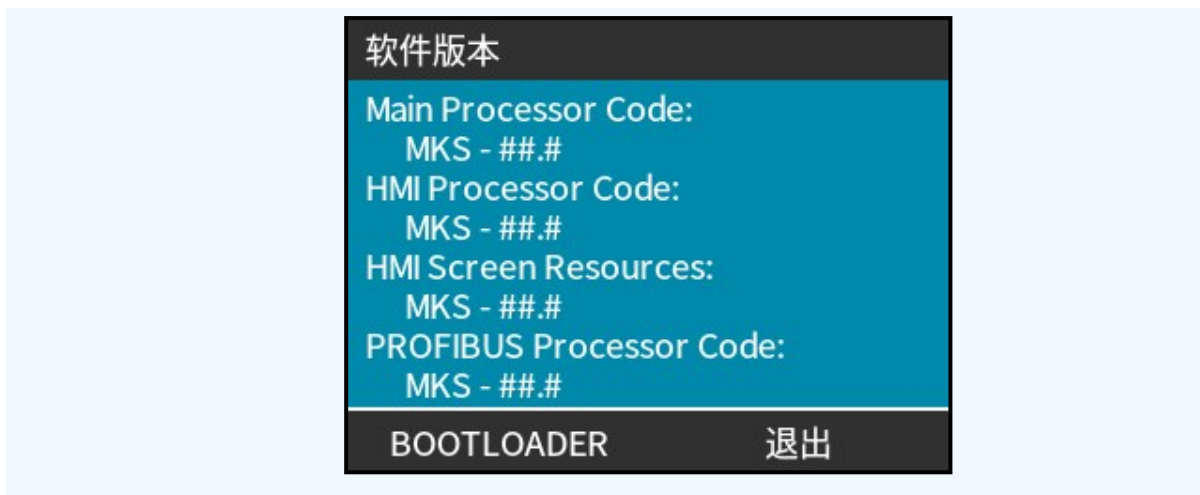 软件版本
Main Processor Code:
MKS - ##.#
HMI Processor Code:
MKS - ##.#
HMI Screen Resources:
MKS - ##.#
PROFIBUS Processor Code:
MKS - ##.#
BOOTLOADER 退出